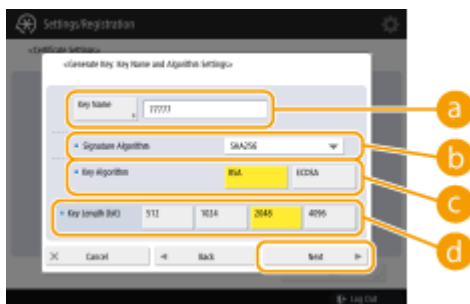 Settings/Registration
<Certificate Settings>
<Generate Key: Key Name and Algorithm Settings>
Key Name
77777
a
Signature Algorithm
SHA256
b
Key Algorithm
RSA
ECDSA
c
Key Length (bit)
512
1024
2048
4096
d
Cancel
Back
Next
Log Out